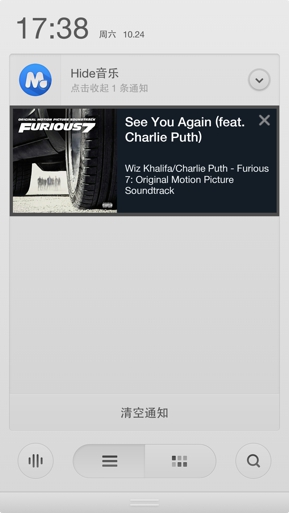 17:38 周六 10.24
Hide音乐
点击收起 1 条通知
ORIGINAL MOTION PICTURE SOUNDTRACK
FURIOUS 7
See You Again (feat.
Charlie Puth)
Wiz Khalifa/Charlie Puth - Furious
7: Original Motion Picture
Soundtrack
清空通知